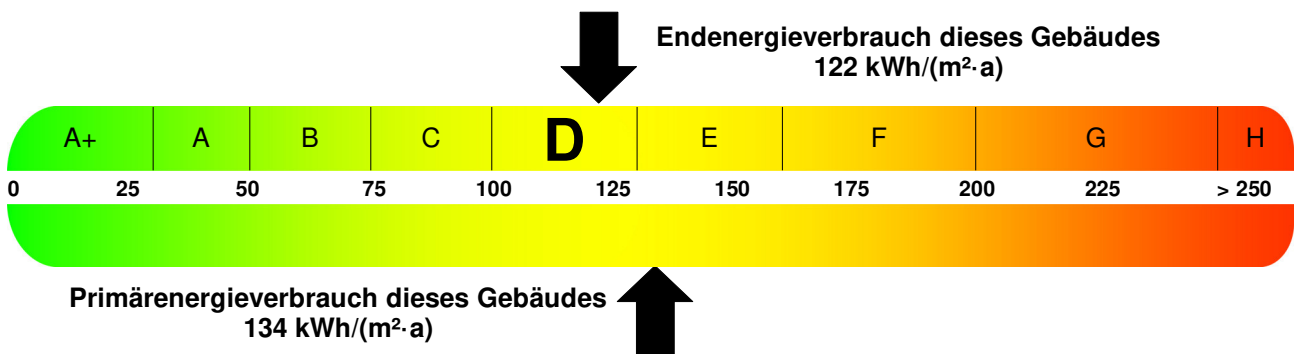 Endenergieverbrauch dieses Gebäudes
122 kWh/(m²·a)
A+ A B C D E F G H
0 25 50 75 100 125 150 175 200 225 > 250
Primärenergieverbrauch dieses Gebäudes
134 kWh/(m²·a)